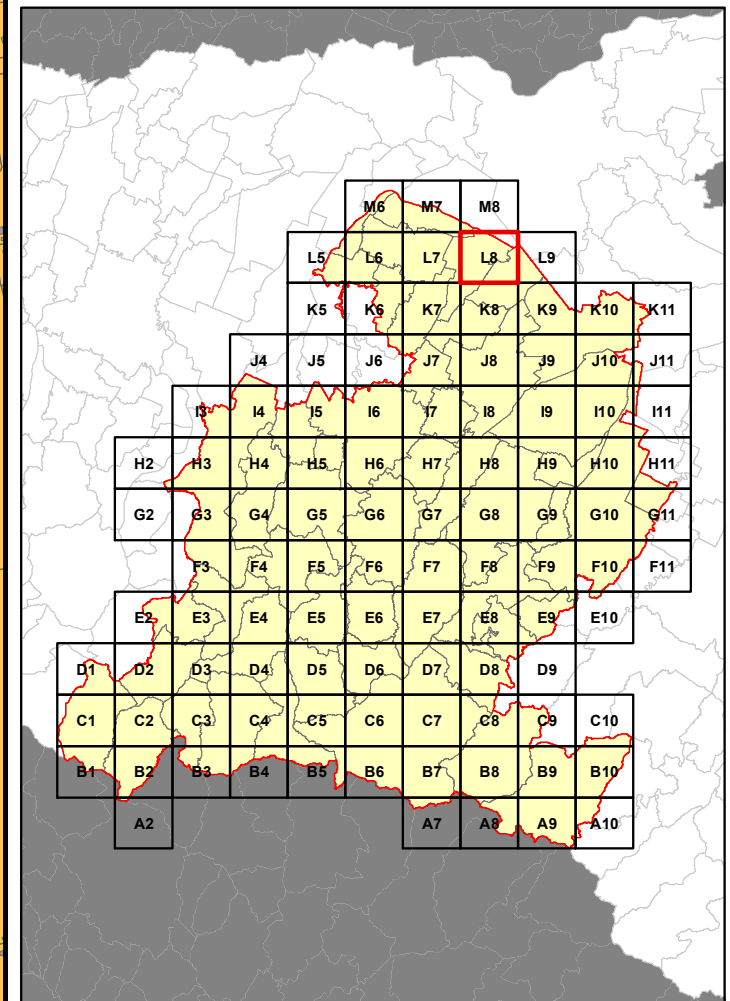 M6 M7 M8
L5 L6 L7 L8 L9
K5 K6 K7 K8 K9 K10 K11
J4 J5 J6 J7 J8 J9 J10 J11
I3 I4 I5 I6 I7 I8 I9 I10 I11
H2 H3 H4 H5 H6 H7 H8 H9 H10 H11
G2 G3 G4 G5 G6 G7 G8 G9 G10 G11
F3 F4 F5 F6 F7 F8 F9 F10 F11
E2 E3 E4 E5 E6 E7 E8 E9 E10
D1 D2 D3 D4 D5 D6 D7 D8 D9
C1 C2 C3 C4 C5 C6 C7 C8 C9 C10
B1 B2 B3 B4 B5 B6 B7 B8 B9 B10
A2 A7 A8 A9 A10